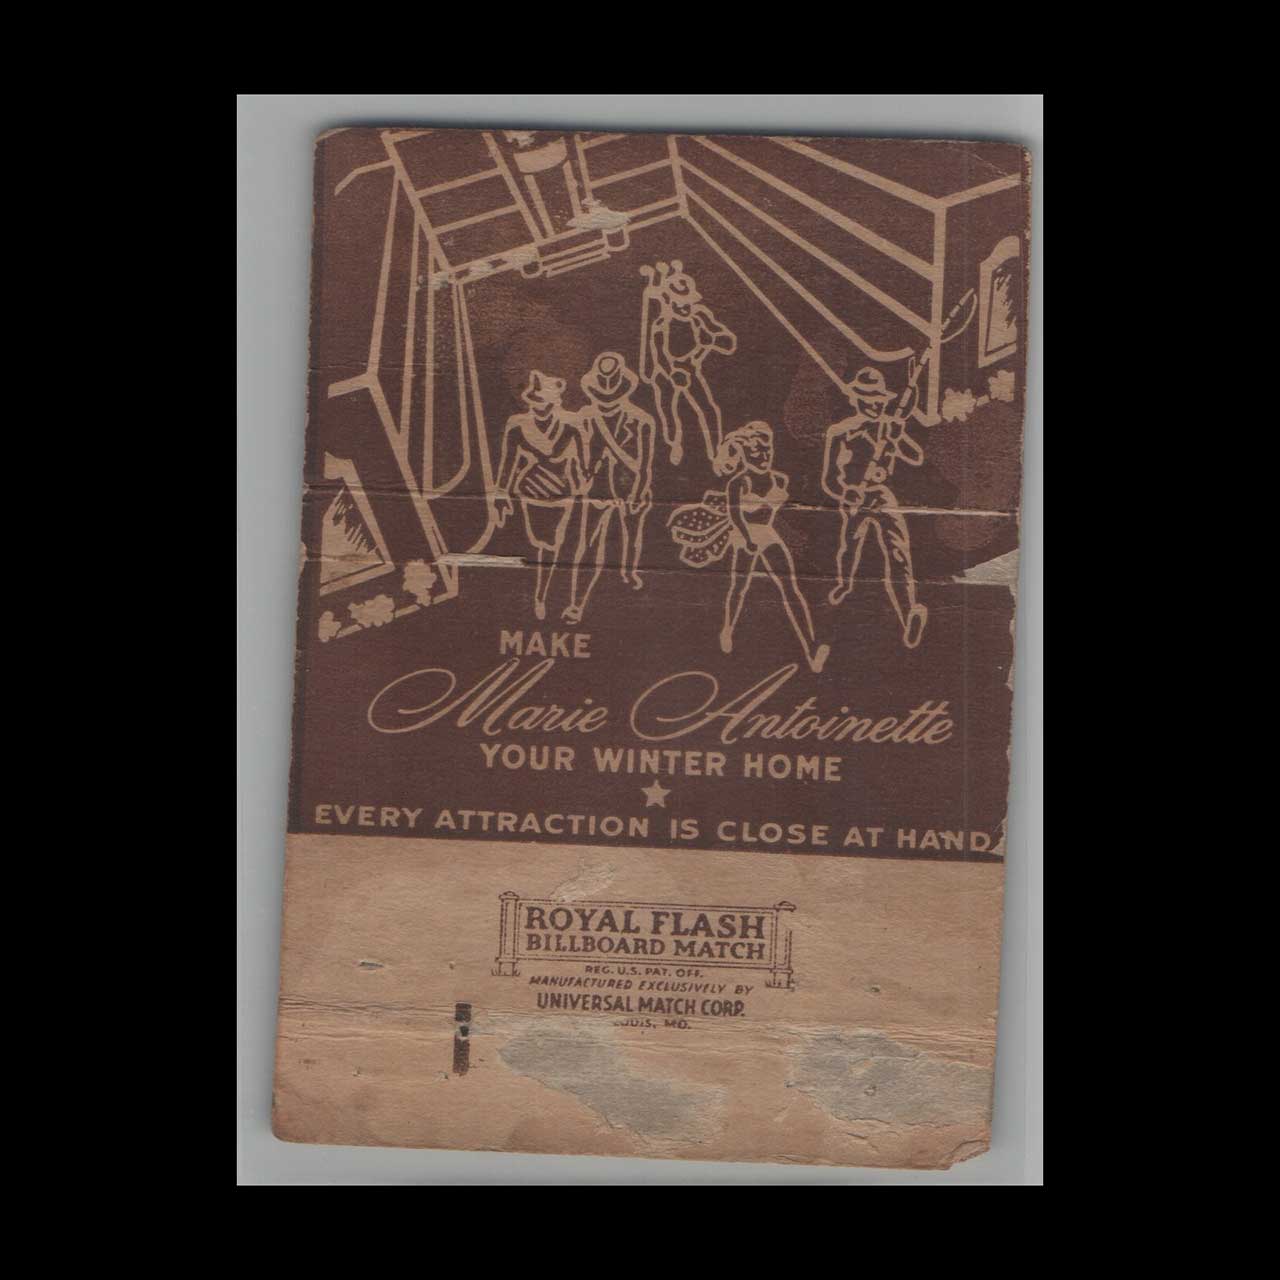 MAKE
Marie Antoinette
YOUR WINTER HOME
EVERY ATTRACTION IS CLOSE AT HAND
ROYAL FLASH
BILLBOARD MATCH
REG. U.S. PAT. OFF.
MANUFACTURED EXCLUSIVELY BY
UNIVERSAL MATCH CORP.
LOUIS, MO.